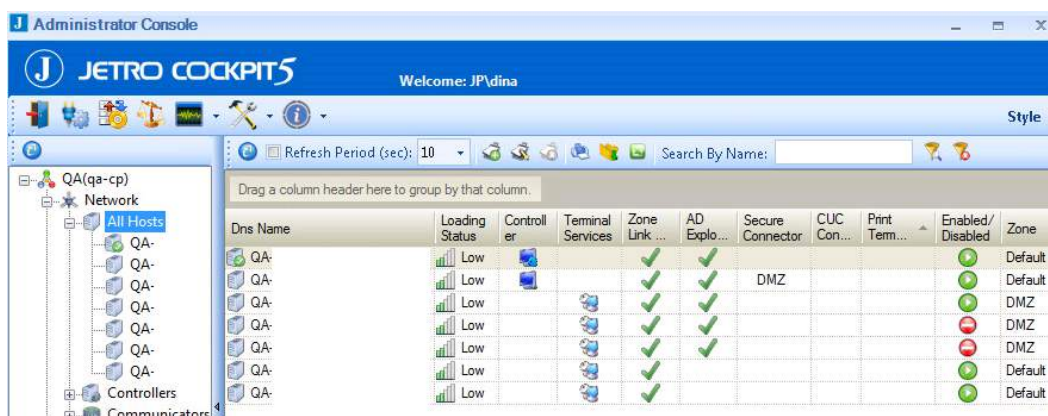 J Administrator Console
J JETRO COCKPIT5
Welcome: JP\dina
Style
Refresh Period (sec): 10
Search By Name:
QA(qa-cp)
Network
All Hosts
QA-
QA-
QA-
QA-
QA-
QA-
QA-
Controllers
Communicators
Drag a column header here to group by that column.
Dns Name Loading Status Controll er Terminal Services Zone Link ... AD Explo... Secure Connector CUC Con... Print Term... Enabled/ Disabled Zone
QA- Low Default
QA- Low DMZ Default
QA- Low DMZ
QA- Low DMZ
QA- Low DMZ
QA- Low Default
QA- Low Default